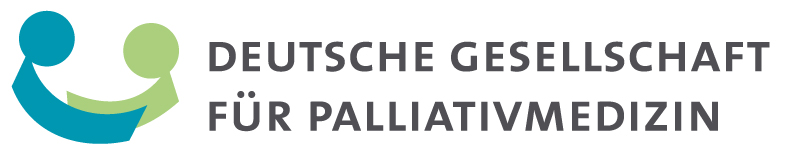 DEUTSCHE GESELLSCHAFT
FÜR PALLIATIVMEDIZIN